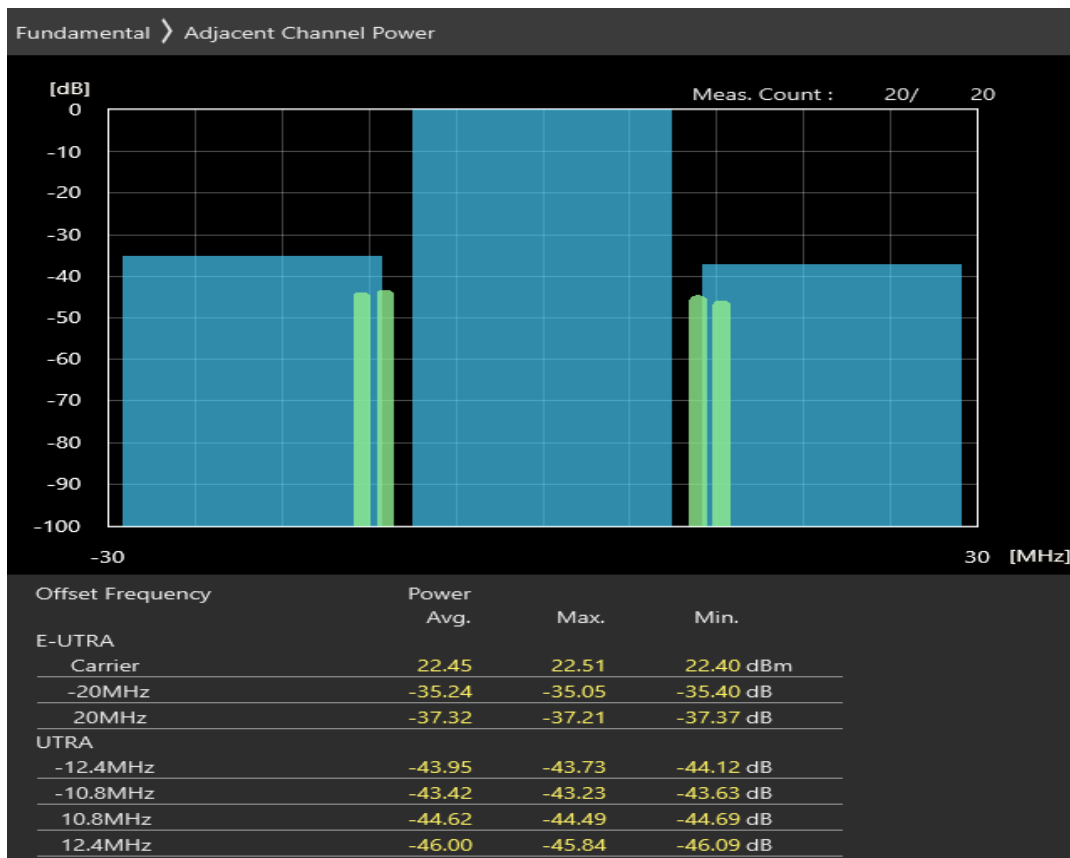 Fundamental 〉 Adjacent Channel Power
[dB]
Meas. Count : 20/ 20
0
-10
-20
-30
-40
-50
-60
-70
-80
-90
-100
-30 30 [MHz]
Offset Frequency Power
Avg. Max. Min.
E-UTRA
Carrier 22.45 22.51 22.40 dBm
-20MHz -35.24 -35.05 -35.40 dB
20MHz -37.32 -37.21 -37.37 dB
UTRA
-12.4MHz -43.95 -43.73 -44.12 dB
-10.8MHz -43.42 -43.23 -43.63 dB
10.8MHz -44.62 -44.49 -44.69 dB
12.4MHz -46.00 -45.84 -46.09 dB